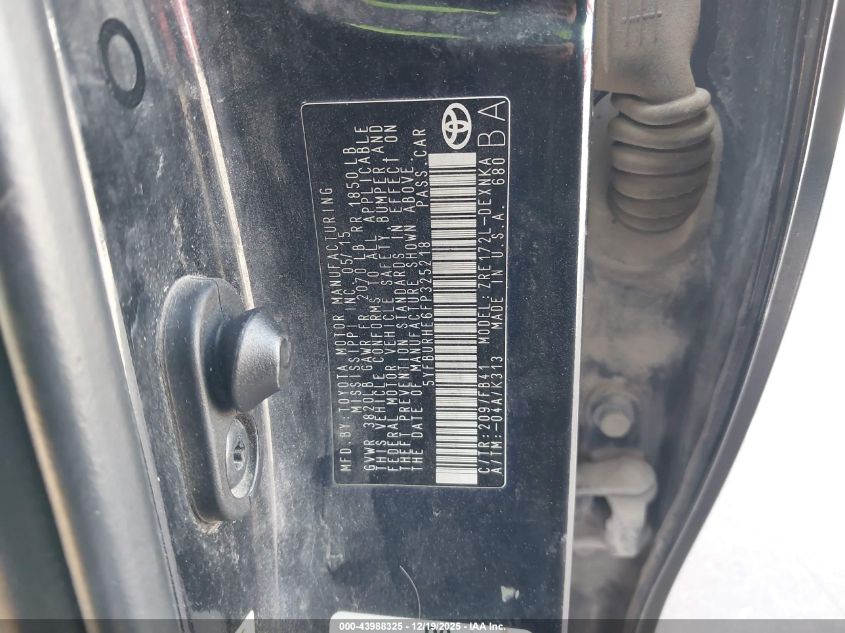 MFD.BY:TOYOTA MOTOR MANUFACTURING
MISSISSIPPI INC. 05/15
GVWR 3820LB GAWR FR 2070LB RR 1850LB
THIS VEHICLE CONFORMS TO ALL APPLICABLE
FEDERAL MOTOR VEHICLE SAFETY, BUMPER AND
THEFT PREVENTION STANDARDS IN EFFECT ON
THE DATE OF MANUFACTURE SHOWN ABOVE.
5YFBURHE6FP325218 PASS.CAR
C/TR:209/FB41 MODEL:ZRE172L-DEXNKA
A/TM:-04A/K313 MADE IN U.S.A. 680
BA
000-43988325 - 12/19/2025 - IAA Inc.